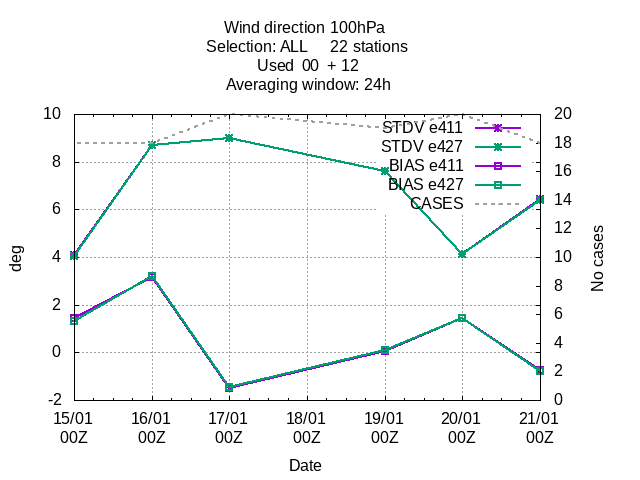 Wind direction 100hPa
Selection: ALL     22 stations
Used  00  + 12
Averaging window: 24h
STDV e411
STDV e427
BIAS e411
BIAS e427
CASES
deg
10
8
6
4
2
0
-2
No cases
20
18
16
14
12
10
8
6
4
2
0
15/01 16/01 17/01 18/01 19/01 20/01 21/01
00Z 00Z 00Z 00Z 00Z 00Z 00Z
Date